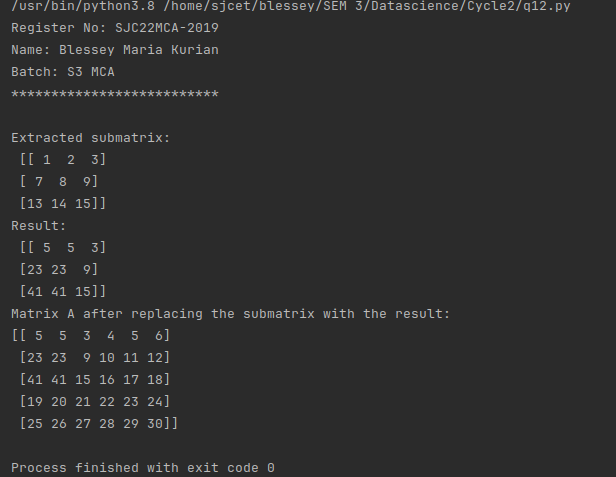 /usr/bin/python3.8 /home/sjcet/blessey/SEM 3/Datascience/Cycle2/q12.py
Register No: SJC22MCA-2019
Name: Blessey Maria Kurian
Batch: S3 MCA
**************************
Extracted submatrix:
[[ 1  2  3]
[ 7  8  9]
[13 14 15]]
Result:
[[ 5  5  3]
[23 23  9]
[41 41 15]]
Matrix A after replacing the submatrix with the result:
[[ 5  5  3  4  5  6]
[23 23  9 10 11 12]
[41 41 15 16 17 18]
[19 20 21 22 23 24]
[25 26 27 28 29 30]]
Process finished with exit code 0